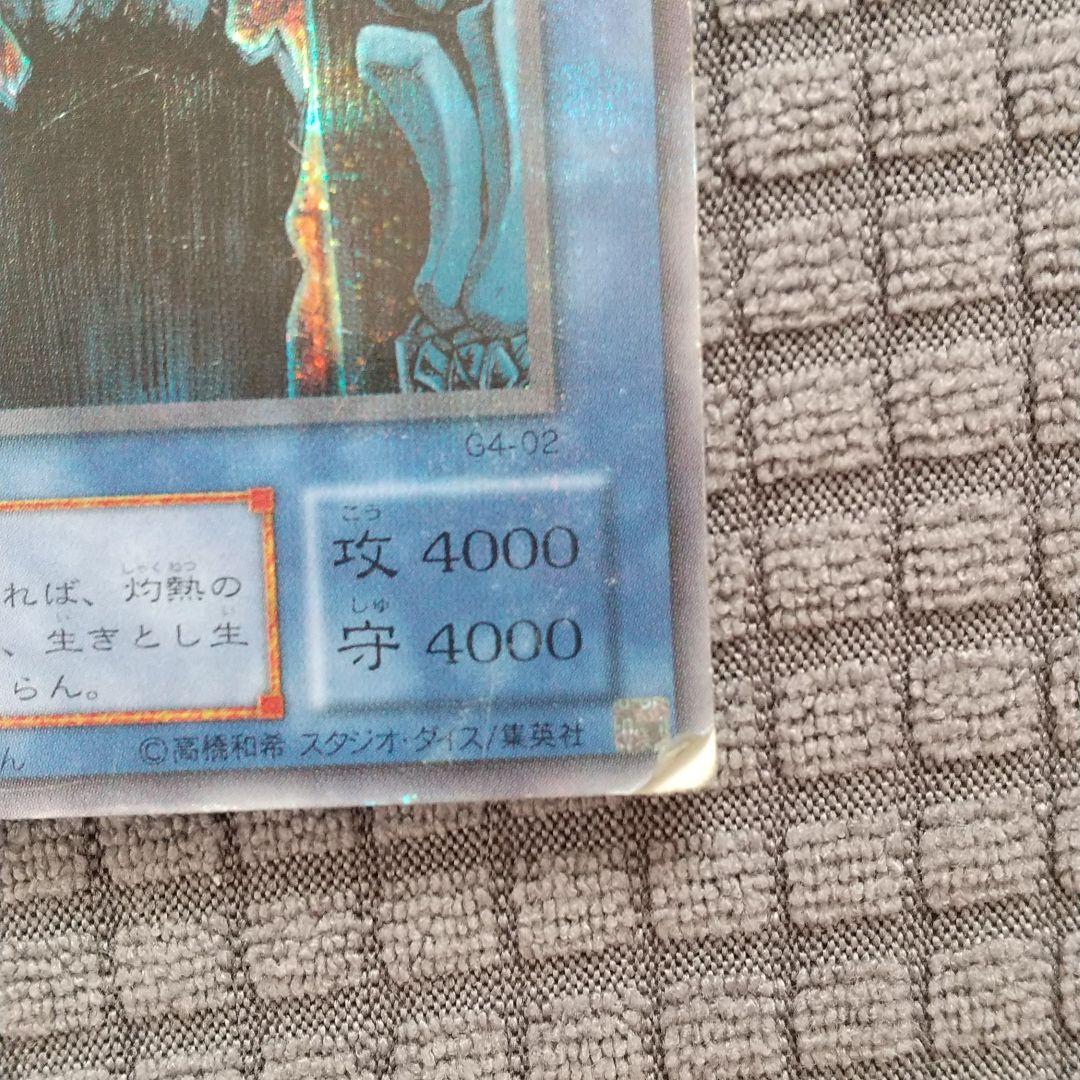 G4-02
こう
攻 4000
しゅ
守 4000
しゃく ねつ
れば、灼熱の
い
、生きとし生
らん。
©高橋和希 スタジオ・ダイス/集英社
ん